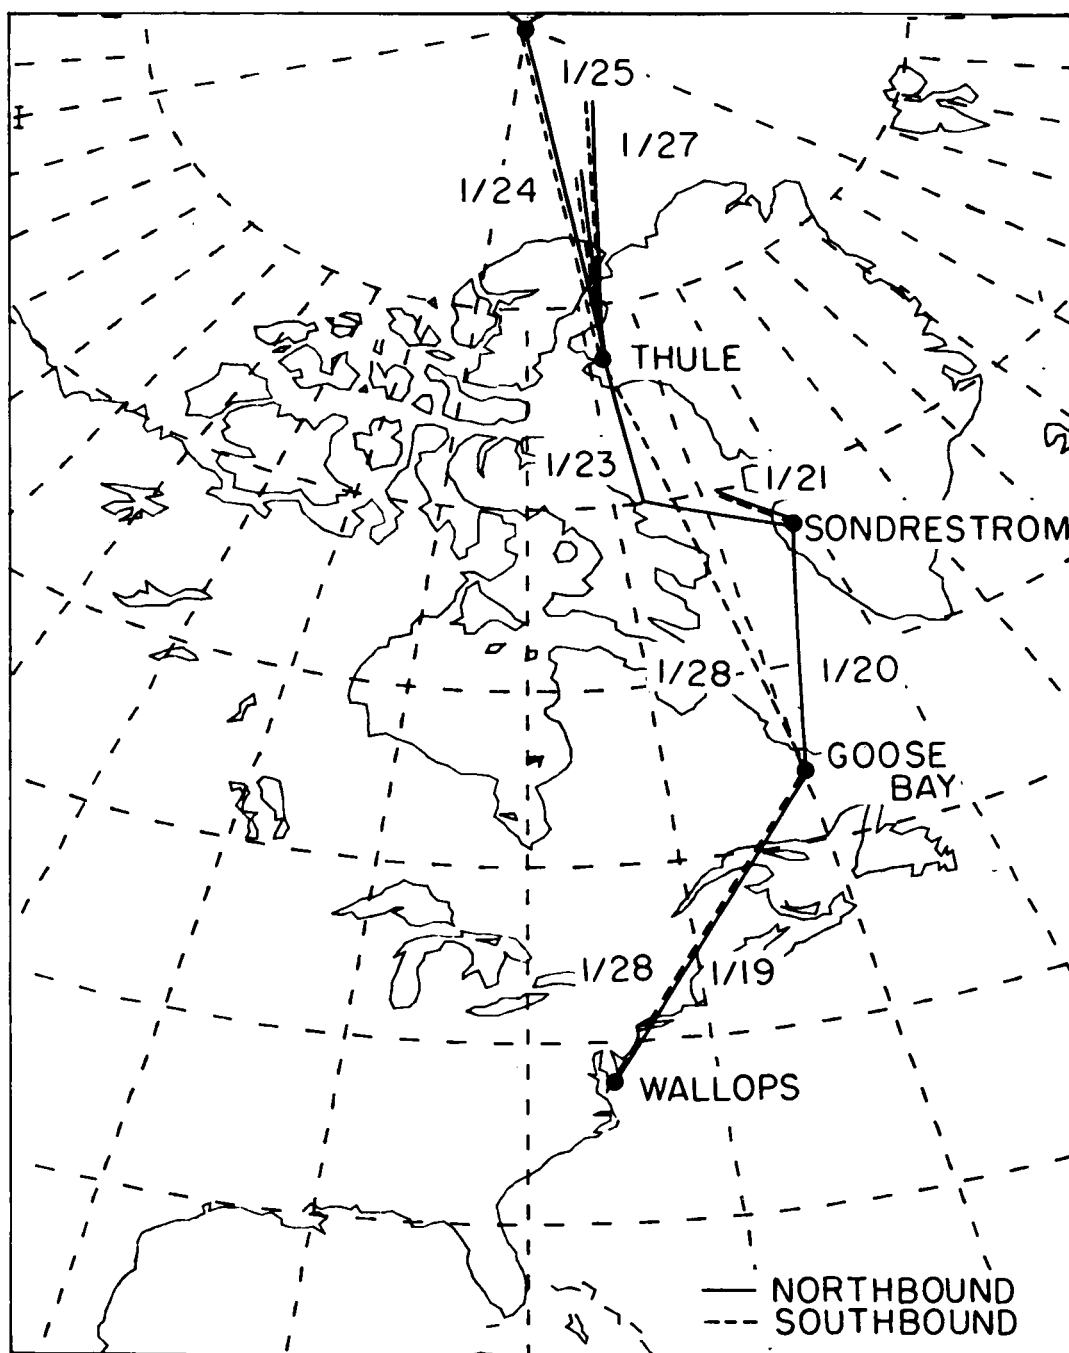 1/25
1/27
1/24
THULE
1/23
1/21
SONDRESTROM
1/28
1/20
GOOSE
BAY
1/28
1/19
WALLOPS
NORTHBOUND
SOUTHBOUND